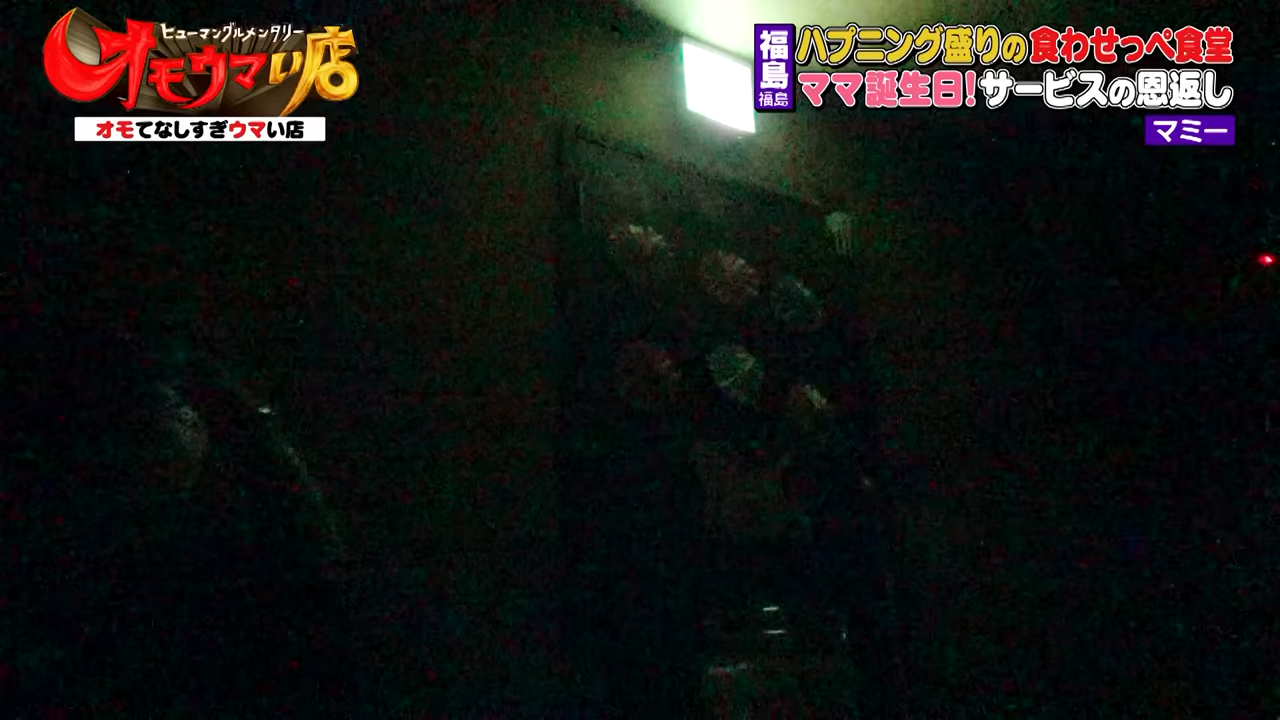 ヒューマングルメンタリー
オモウマい店
オモてなしすぎウマい店
福島
福島
ハプニング盛りの食わせっぺ食堂
ママ誕生日!サービスの恩返し
マミー